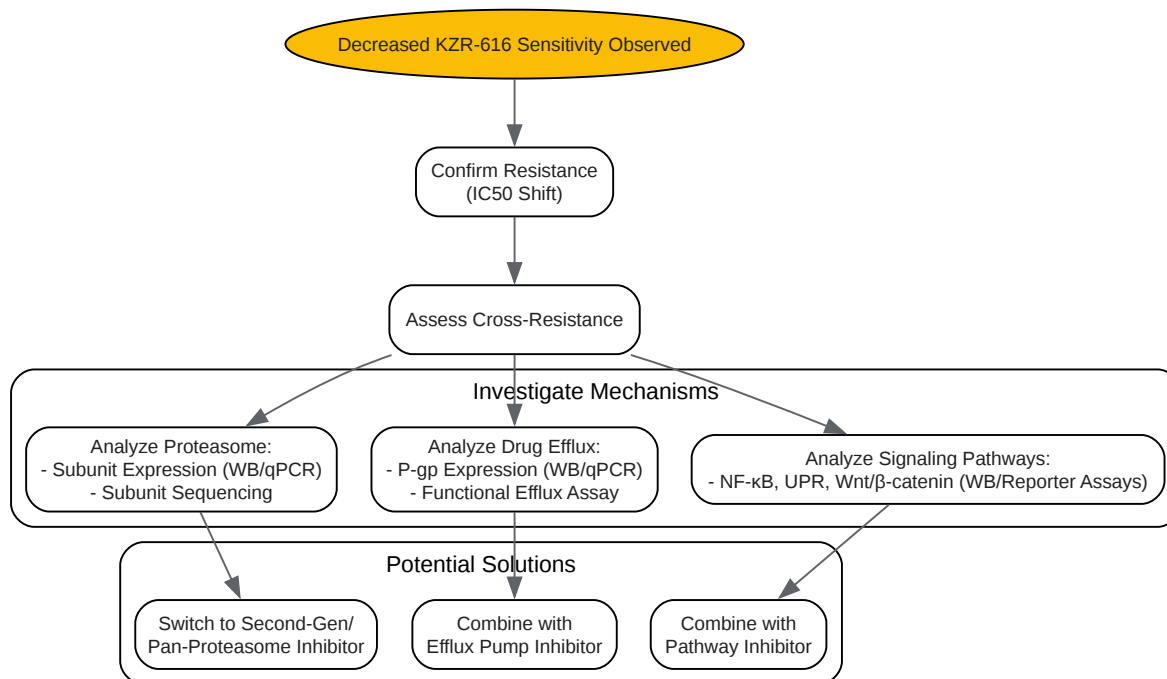 Decreased KZR-616 Sensitivity Observed
Confirm Resistance
(IC50 Shift)
Assess Cross-Resistance
Investigate Mechanisms
Analyze Proteasome:
- Subunit Expression (WB/qPCR)
- Subunit Sequencing
Analyze Drug Efflux:
- P-gp Expression (WB/qPCR)
- Functional Efflux Assay
Analyze Signaling Pathways:
- NF-κB, UPR, Wnt/β-catenin (WB/Reporter Assays)
Potential Solutions
Switch to Second-Gen/
Pan-Proteasome Inhibitor
Combine with
Efflux Pump Inhibitor
Combine with
Pathway Inhibitor